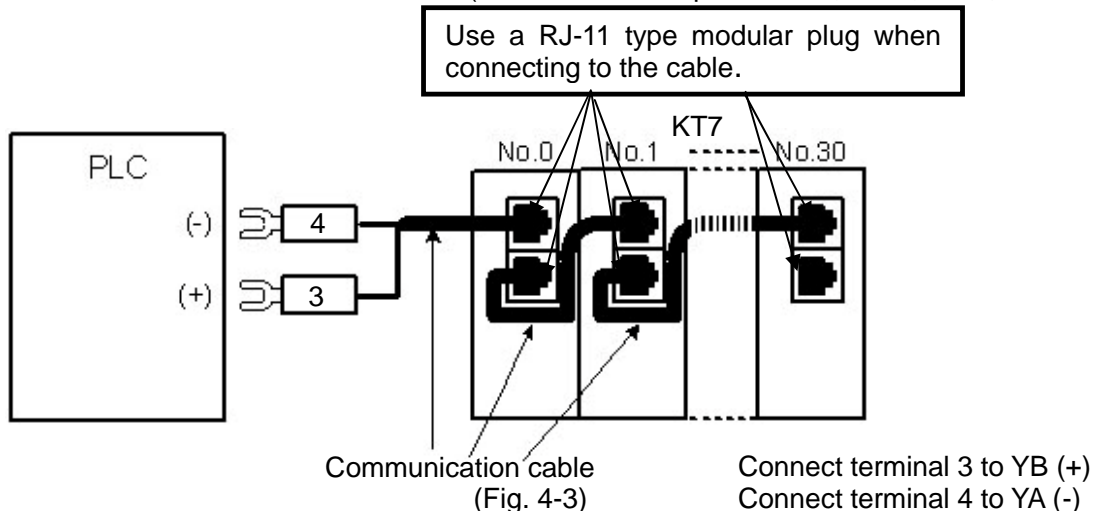 Use a RJ-11 type modular plug when
connecting to the cable.
KT7
No.0
No.1
No.30
PLC
(-)
4
(+)
3
Communication cable
(Fig. 4-3)
Connect terminal 3 to YB (+)
Connect terminal 4 to YA (-)